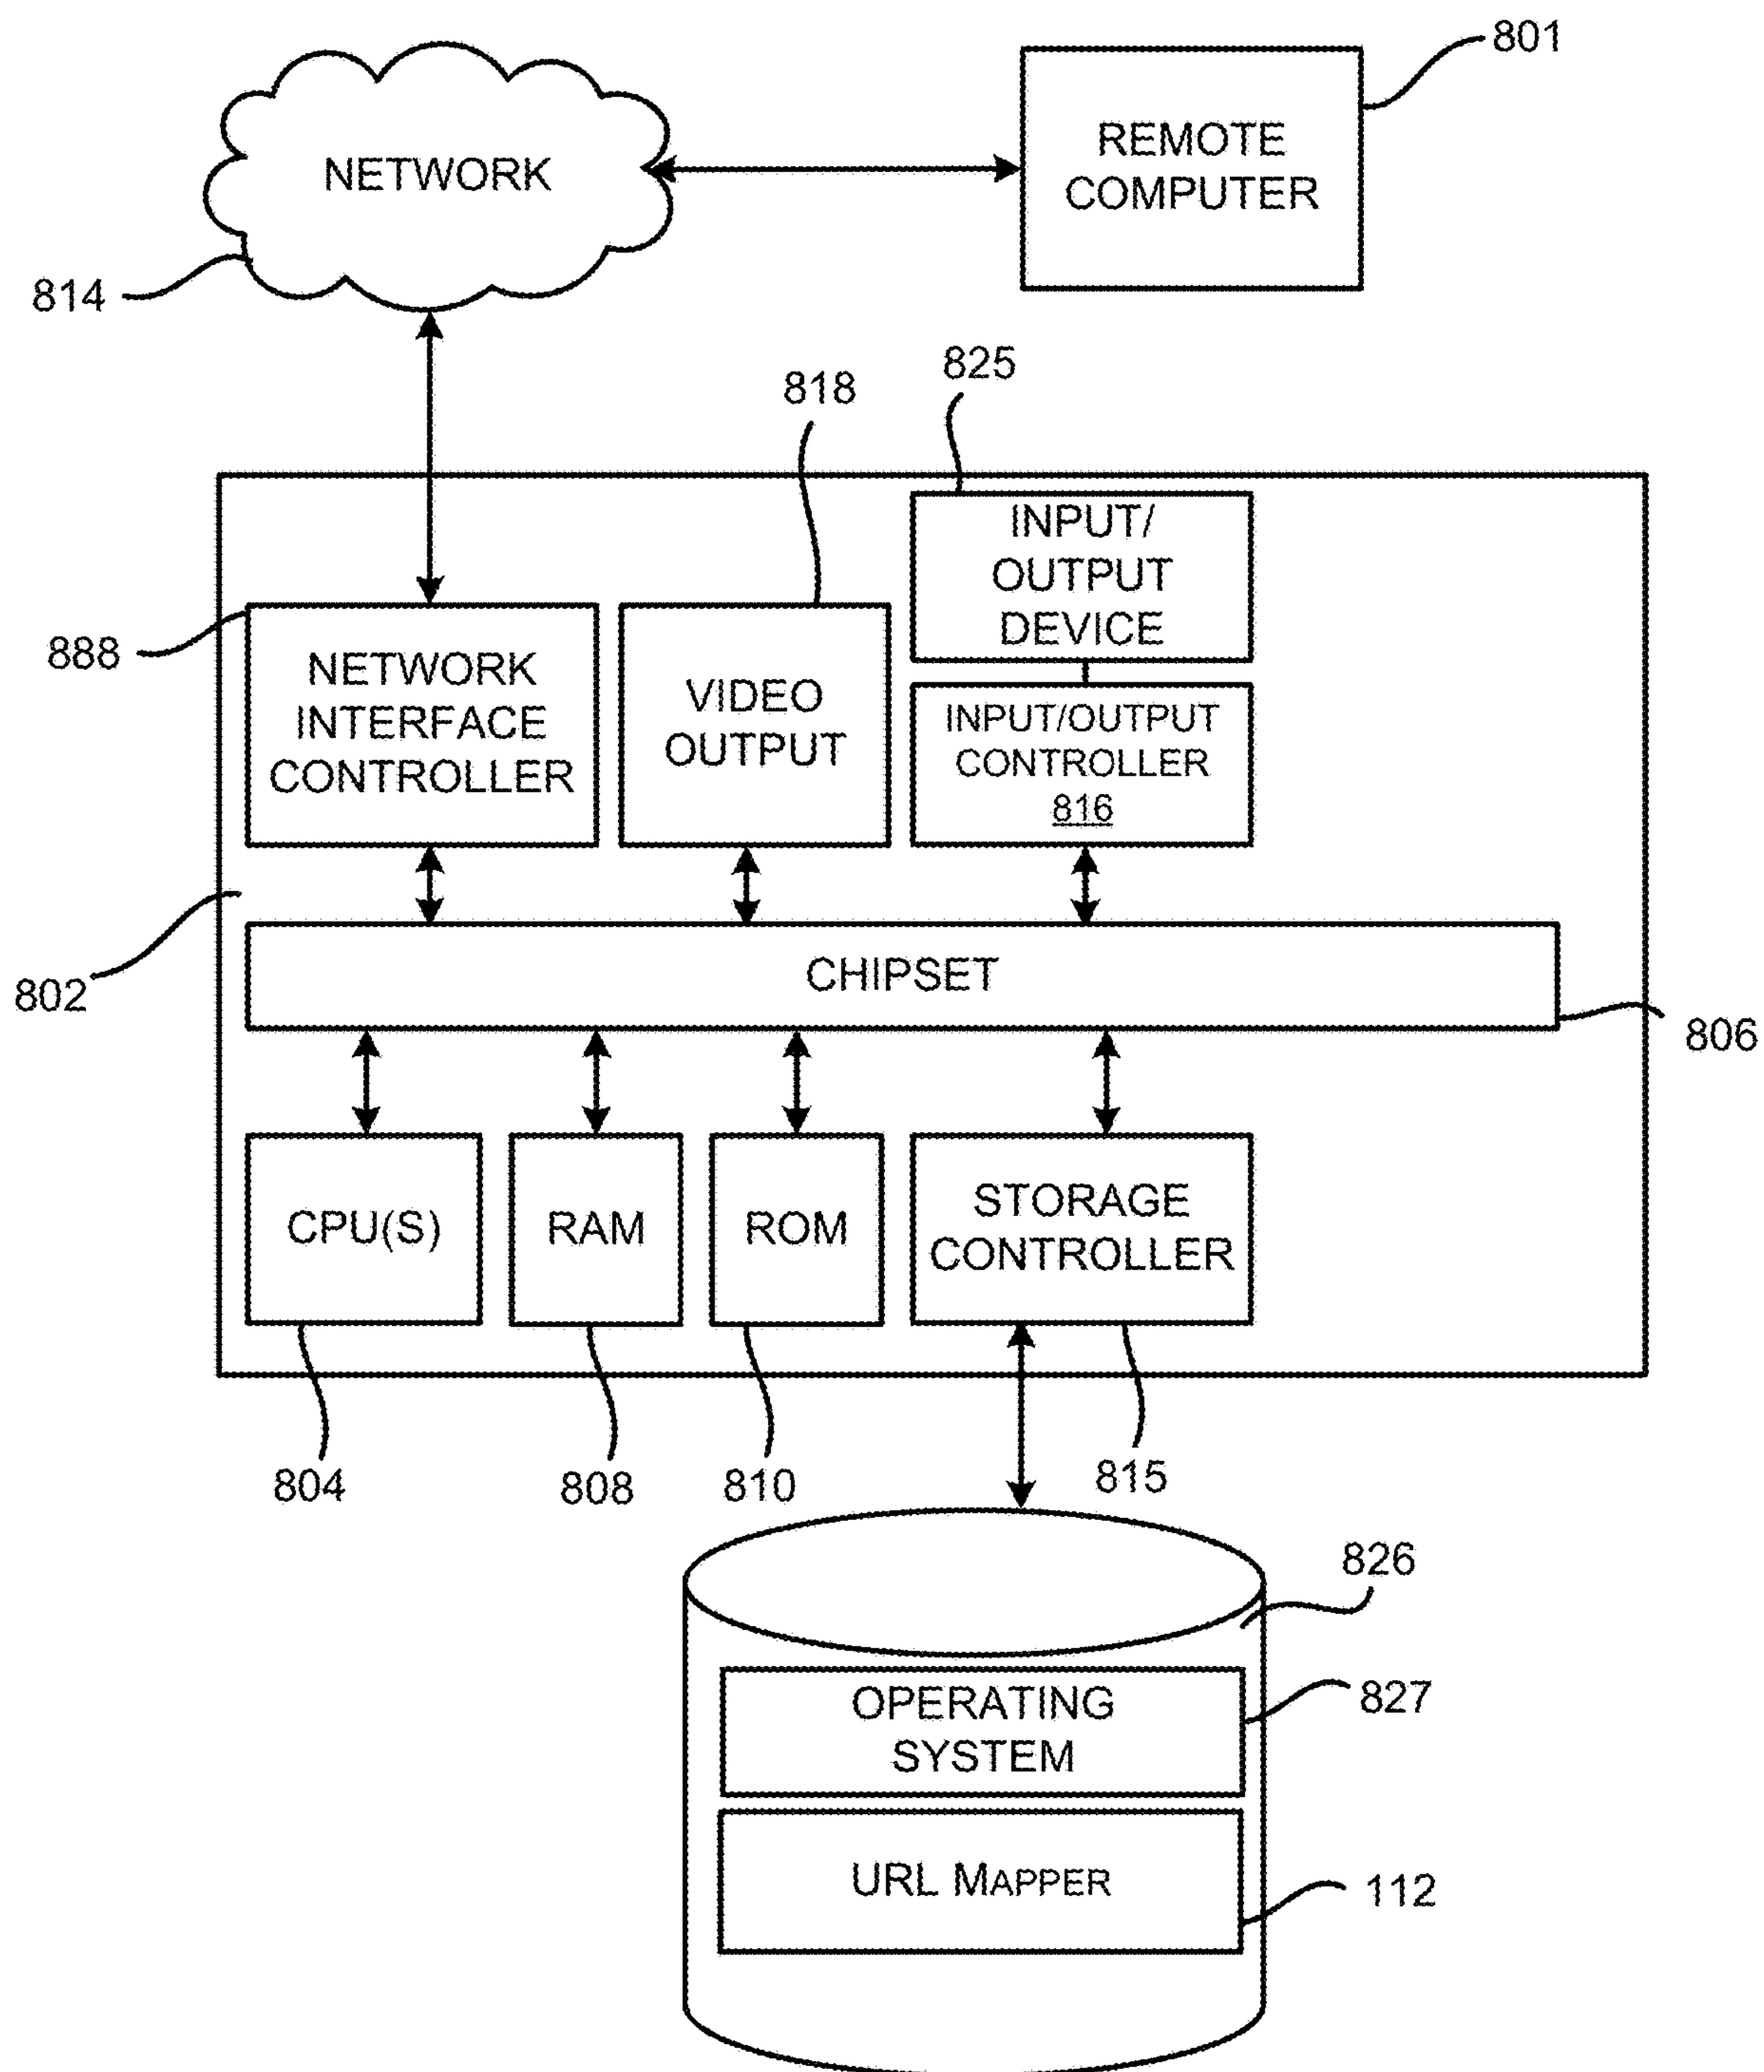 801
REMOTE
COMPUTER
NETWORK
814
825
818
INPUT/
OUTPUT
DEVICE
888
NETWORK
INTERFACE
CONTROLLER
VIDEO
OUTPUT
INPUT/OUTPUT
CONTROLLER
816
802
CHIPSET
806
CPU(S)
RAM
ROM
STORAGE
CONTROLLER
804
808
810
815
826
OPERATING
SYSTEM
827
URL MAPPER
112